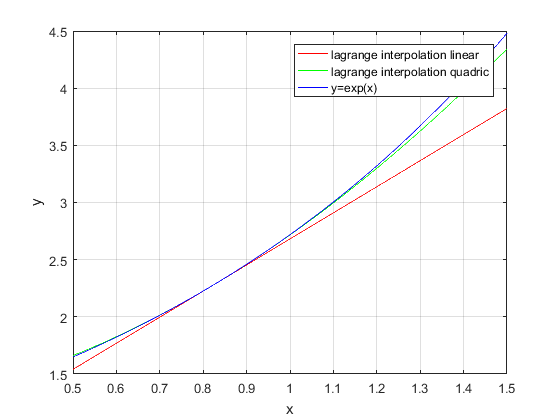 4.5
4
3.5
3
2.5
2
1.5
y
lagrange interpolation linear
lagrange interpolation quadric
y=exp(x)
0.5 0.6 0.7 0.8 0.9 1 1.1 1.2 1.3 1.4 1.5
x